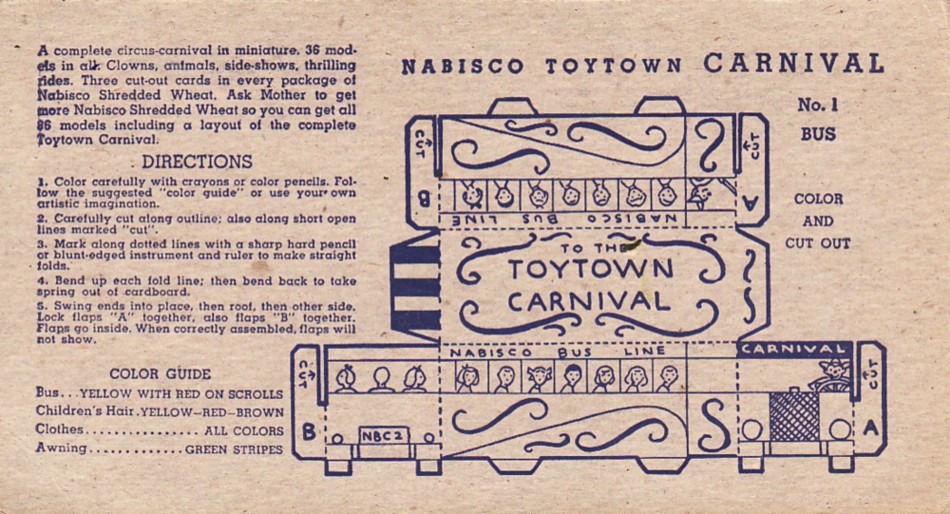 A complete circus-carnival in miniature. 36 mod-
els in all. Clowns, animals, side-shows, thrilling
rides. Three cut-out cards in every package of
Nabisco Shredded Wheat. Ask Mother to get
more Nabisco Shredded Wheat so you can get all
36 models including a layout of the complete
Toytown Carnival.
DIRECTIONS
1. Color carefully with crayons or color pencils. Fol-
low the suggested "color guide" or use your own
artistic imagination.
2. Carefully cut along outline; also along short open
lines marked "cut".
3. Mark along dotted lines with a sharp hard pencil
or blunt-edged instrument and ruler to make straight
folds.
4. Bend up each fold line; then bend back to take
spring out of cardboard.
5. Swing ends into place, then roof, then other side.
Lock flaps "A" together, also flaps "B" together.
Flaps go inside. When correctly assembled, flaps will
not show.
COLOR GUIDE
Bus...YELLOW WITH RED ON SCROLLS
Children's Hair.YELLOW–RED–BROWN
Clothes................ALL COLORS
Awning.............GREEN STRIPES
NABISCO TOYTOWN CARNIVAL
No. 1
BUS
COLOR
AND
CUT OUT
CUT
CUT
B
A
NABISCO BUS LINE
TO THE
TOYTOWN
CARNIVAL
NABISCO BUS LINE
CARNIVAL
CUT
CUT
B
NBC2
A